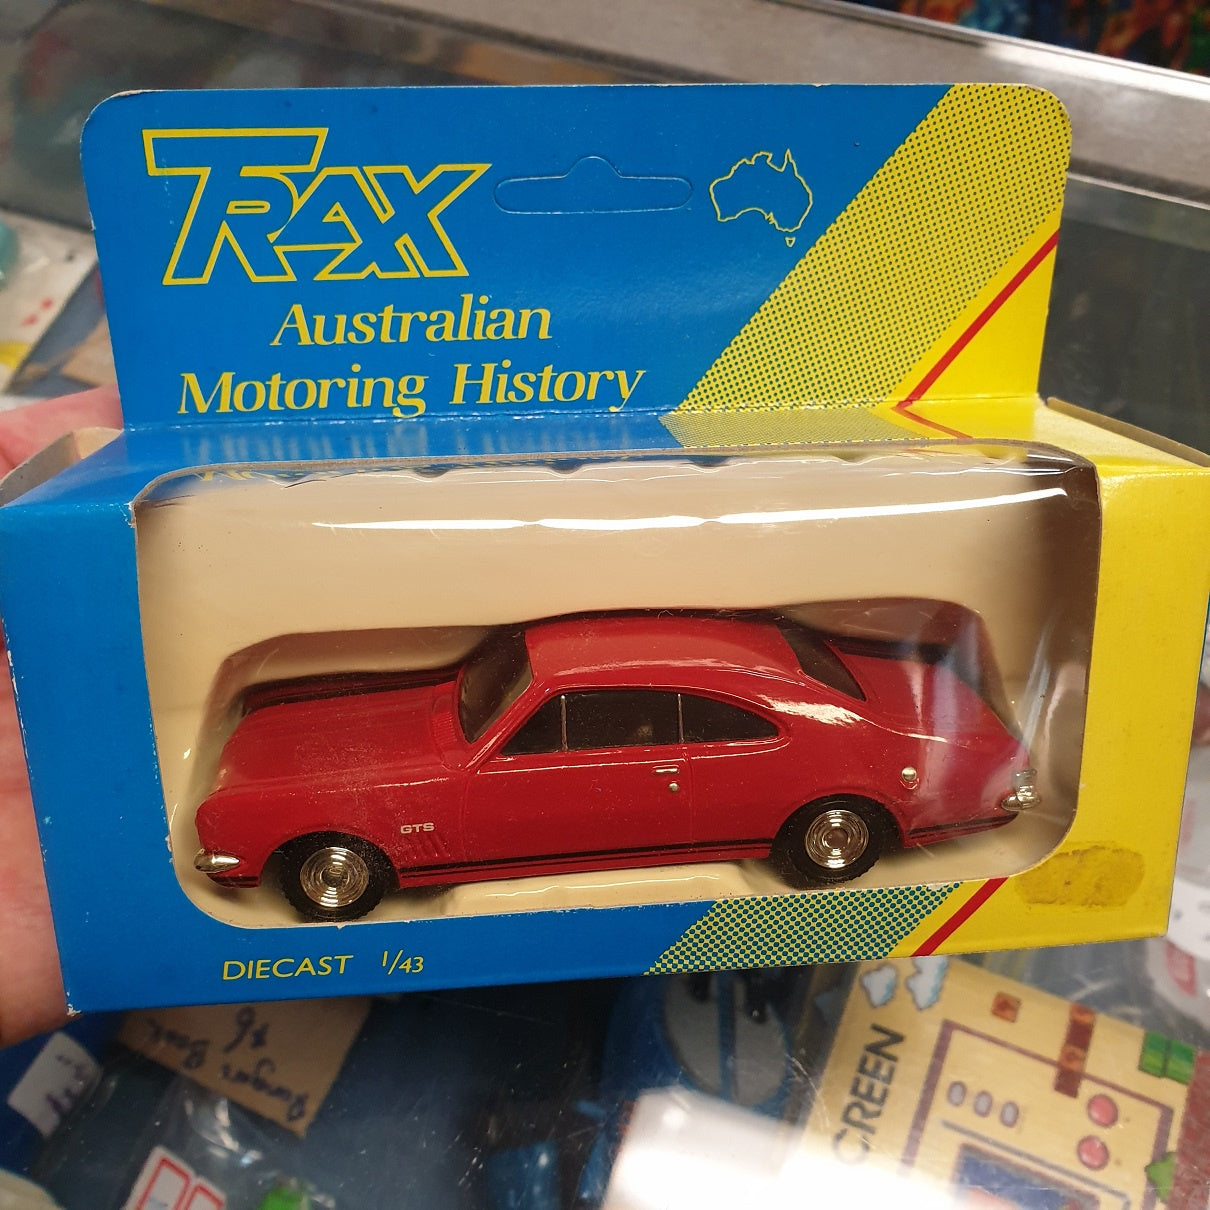 TRAX
Australian
Motoring History
GTS
DIECAST 1/43
CREEN